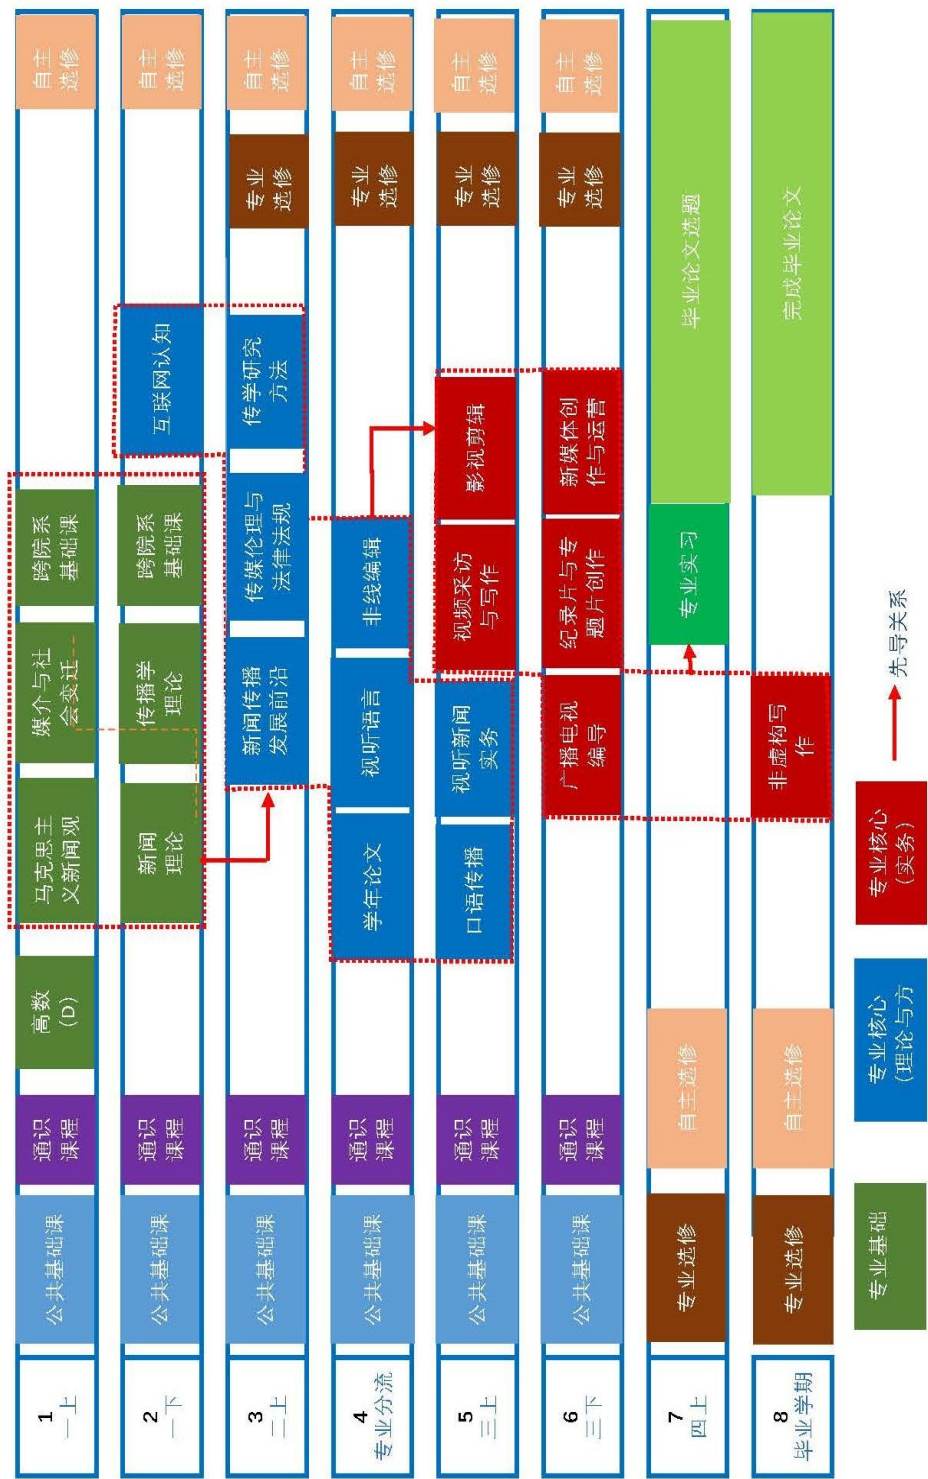 1
一上
公共基础课
通识
课程
高数
(D)
马克思主
义新闻观
媒介与社
会变迁
跨院系
基础课
自主
选修
2
一下
公共基础课
通识
课程
新闻
理论
传播学
理论
跨院系
基础课
互联网认知
自主
选修
3
二上
公共基础课
通识
课程
新闻传播
发展前沿
传媒伦理与
法律法规
传学研究
方法
专业
选修
自主
选修
4
专业分流
公共基础课
通识
课程
学年论文
视听语言
非线编辑
专业
选修
自主
选修
5
三上
公共基础课
通识
课程
口语传播
视听新闻
实务
视频采访
与写作
影视剪辑
专业
选修
自主
选修
6
三下
公共基础课
通识
课程
广播电视
编导
纪录片与专
题片创作
新媒体创
作与运营
专业
选修
自主
选修
7
四上
专业选修
自主选修
专业实习
毕业论文选题
8
毕业学期
专业选修
自主选修
非虚构写
作
完成毕业论文
专业基础
专业核心
(理论与方
专业核心
(实务)
先导关系